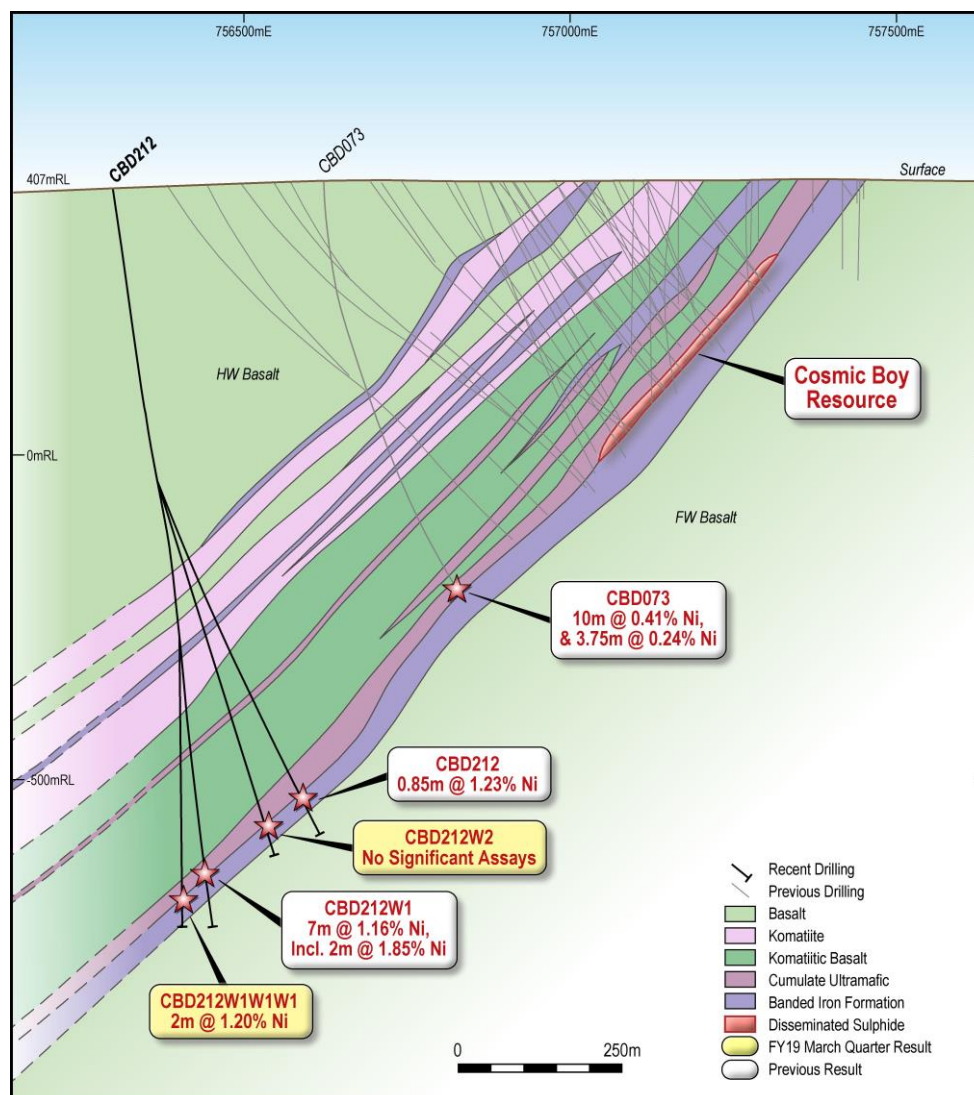 756500mE
757000mE
757500mE
CBD212
CBD073
407mRL
Surface
HW Basalt
Cosmic Boy
Resource
0mRL
FW Basalt
CBD073
10m @ 0.41% Ni,
& 3.75m @ 0.24% Ni
-500mRL
CBD212
0.85m @ 1.23% Ni
CBD212W2
No Significant Assays
CBD212W1
7m @ 1.16% Ni,
Incl. 2m @ 1.85% Ni
CBD212W1W1W1
2m @ 1.20% Ni
Recent Drilling
Previous Drilling
Basalt
Komatiite
Komatiitic Basalt
Cumulate Ultramafic
Banded Iron Formation
Disseminated Sulphide
FY19 March Quarter Result
Previous Result
0
250m